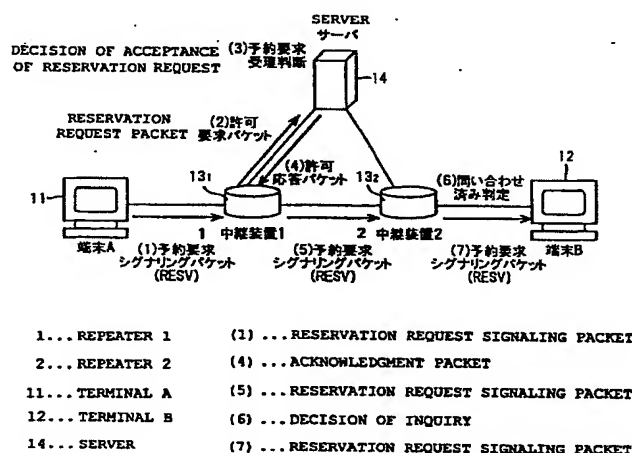 SERVER
サーバ
DECISION OF ACCEPTANCE
OF RESERVATION REQUEST
(3)予約要求
受理判断
14
RESERVATION
REQUEST PACKET
(2)許可
要求パケット
(4)許可
応答パケット
11
13₁
13₂
(6)問い合わせ
済み判定
12
端末A
1
中継装置1
2
中継装置2
端末B
(1)予約要求
シグナリングパケット
(RESV)
(5)予約要求
シグナリングパケット
(RESV)
(7)予約要求
シグナリングパケット
(RESV)
1...REPEATER 1
2...REPEATER 2
11...TERMINAL A
12...TERMINAL B
14...SERVER
(1) ...RESERVATION REQUEST SIGNALING PACKET
(4) ...ACKNOWLEDGMENT PACKET
(5) ...RESERVATION REQUEST SIGNALING PACKET
(6) ...DECISION OF INQUIRY
(7) ...RESERVATION REQUEST SIGNALING PACKET